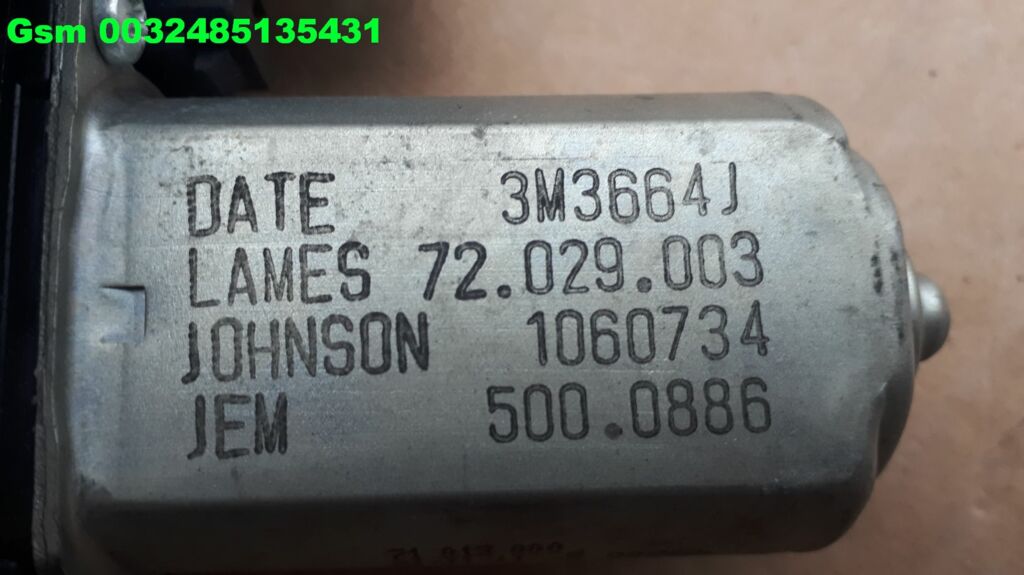 Gsm 0032485135431
DATE 3M3664J
LAMES 72.029.003
JOHNSON 1060734
JEM 500.0886